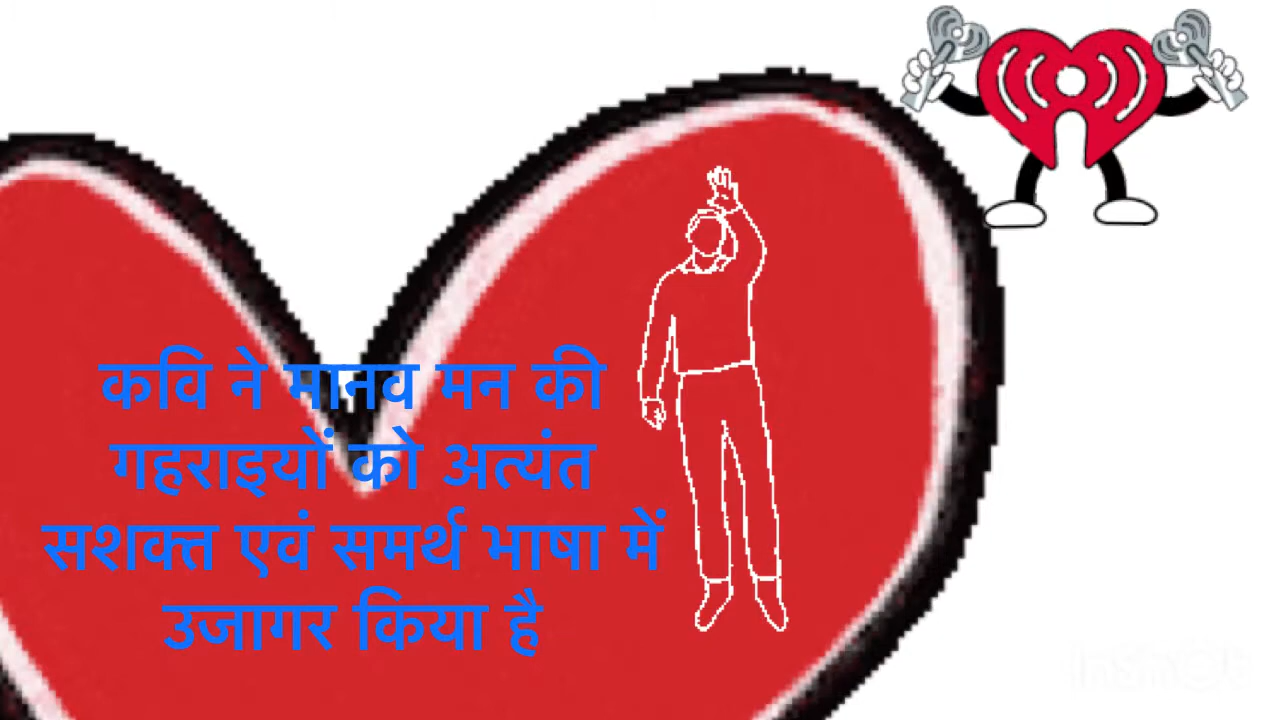 कवि ने मानव मन की
गहराइयों को अत्यंत
सशक्त एवं समर्थ भाषा में
उजागर किया है